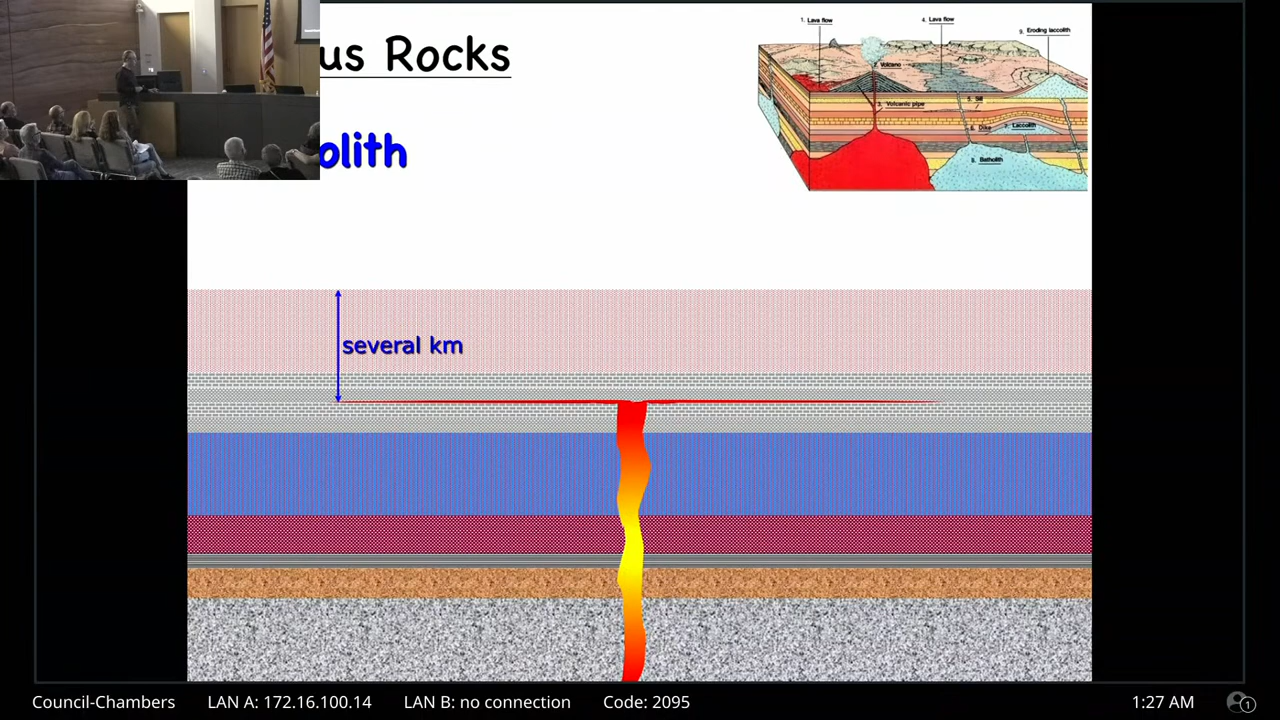 us Rocks
olith
1. Lava flow
4. Lava flow
9. Eroding laccolith
Volcano
3. Volcanic pipe
5. Sill
6. Dike
Laccolith
8. Batholith
several km
Council-Chambers LAN A: 172.16.100.14 LAN B: no connection Code: 2095 1:27 AM 1